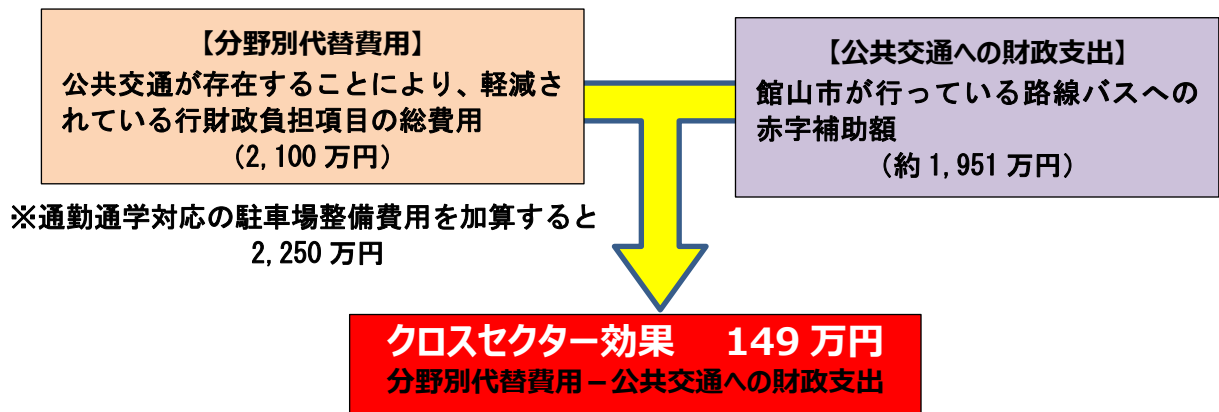 【分野別代替費用】
公共交通が存在することにより、軽減さ
れている行財政負担項目の総費用
（2,100 万円）
※通勤通学対応の駐車場整備費用を加算すると
2,250 万円
【公共交通への財政支出】
館山市が行っている路線バスへの
赤字補助額
（約 1,951 万円）
クロスセクター効果　149 万円
分野別代替費用－公共交通への財政支出